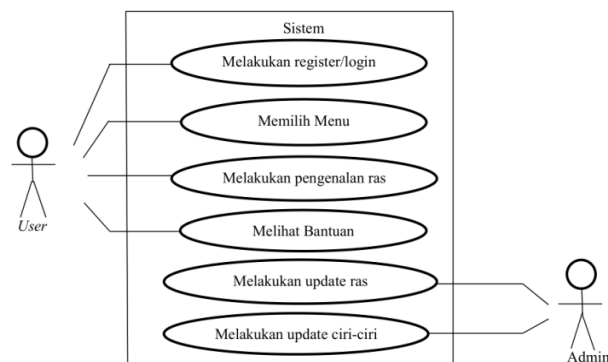 Sistem
Melakukan register/login
Memilih Menu
Melakukan pengenalan ras
User
Melihat Bantuan
Melakukan update ras
Melakukan update ciri-ciri
Admin